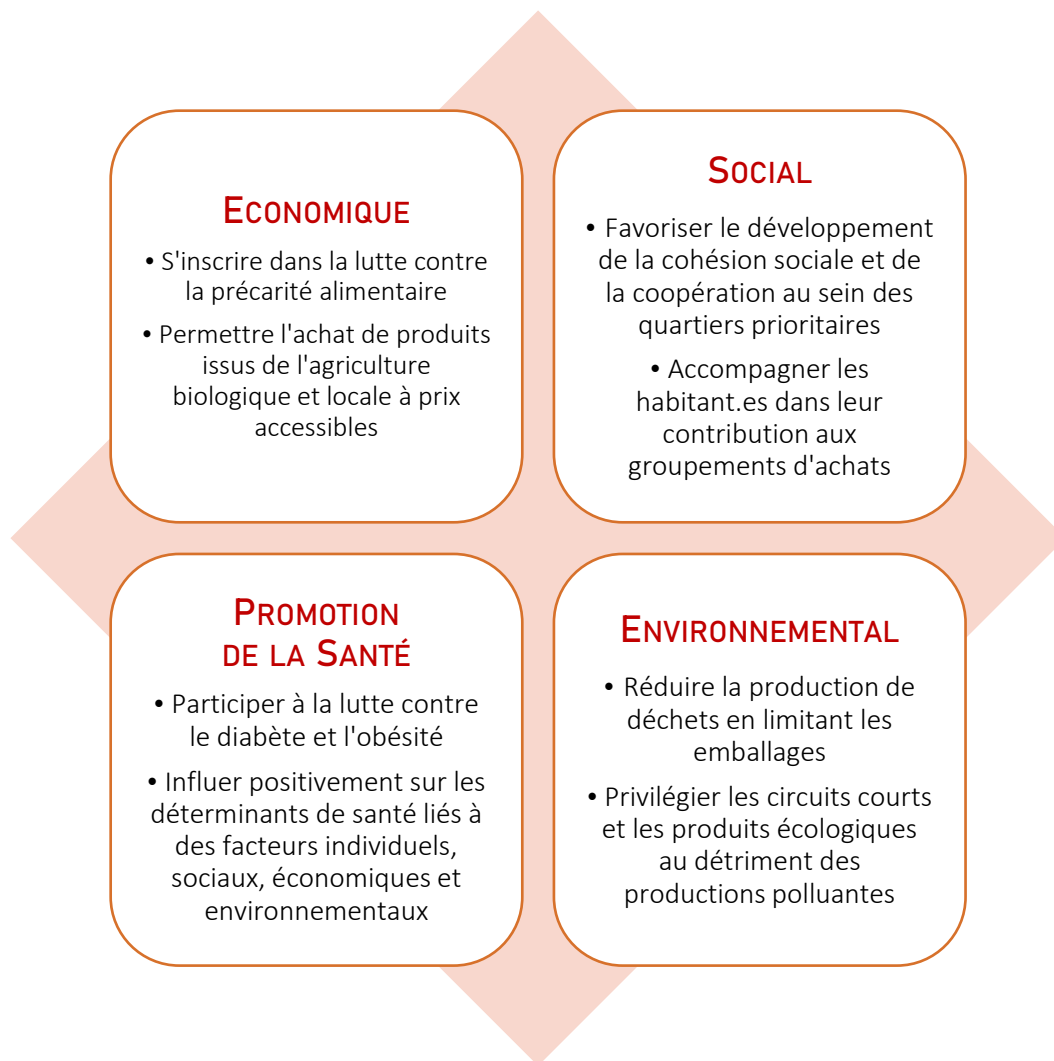 ECONOMIQUE
• S'inscrire dans la lutte contre
la précarité alimentaire
• Permettre l'achat de produits
issus de l'agriculture
biologique et locale à prix
accessibles
SOCIAL
• Favoriser le développement
de la cohésion sociale et de
la coopération au sein des
quartiers prioritaires
• Accompagner les
habitant.es dans leur
contribution aux
groupements d'achats
PROMOTION
DE LA SANTÉ
• Participer à la lutte contre
le diabète et l'obésité
• Influer positivement sur les
déterminants de santé liés à
des facteurs individuels,
sociaux, économiques et
environnementaux
ENVIRONNEMENTAL
• Réduire la production de
déchets en limitant les
emballages
• Privilégier les circuits courts
et les produits écologiques
au détriment des
productions polluantes